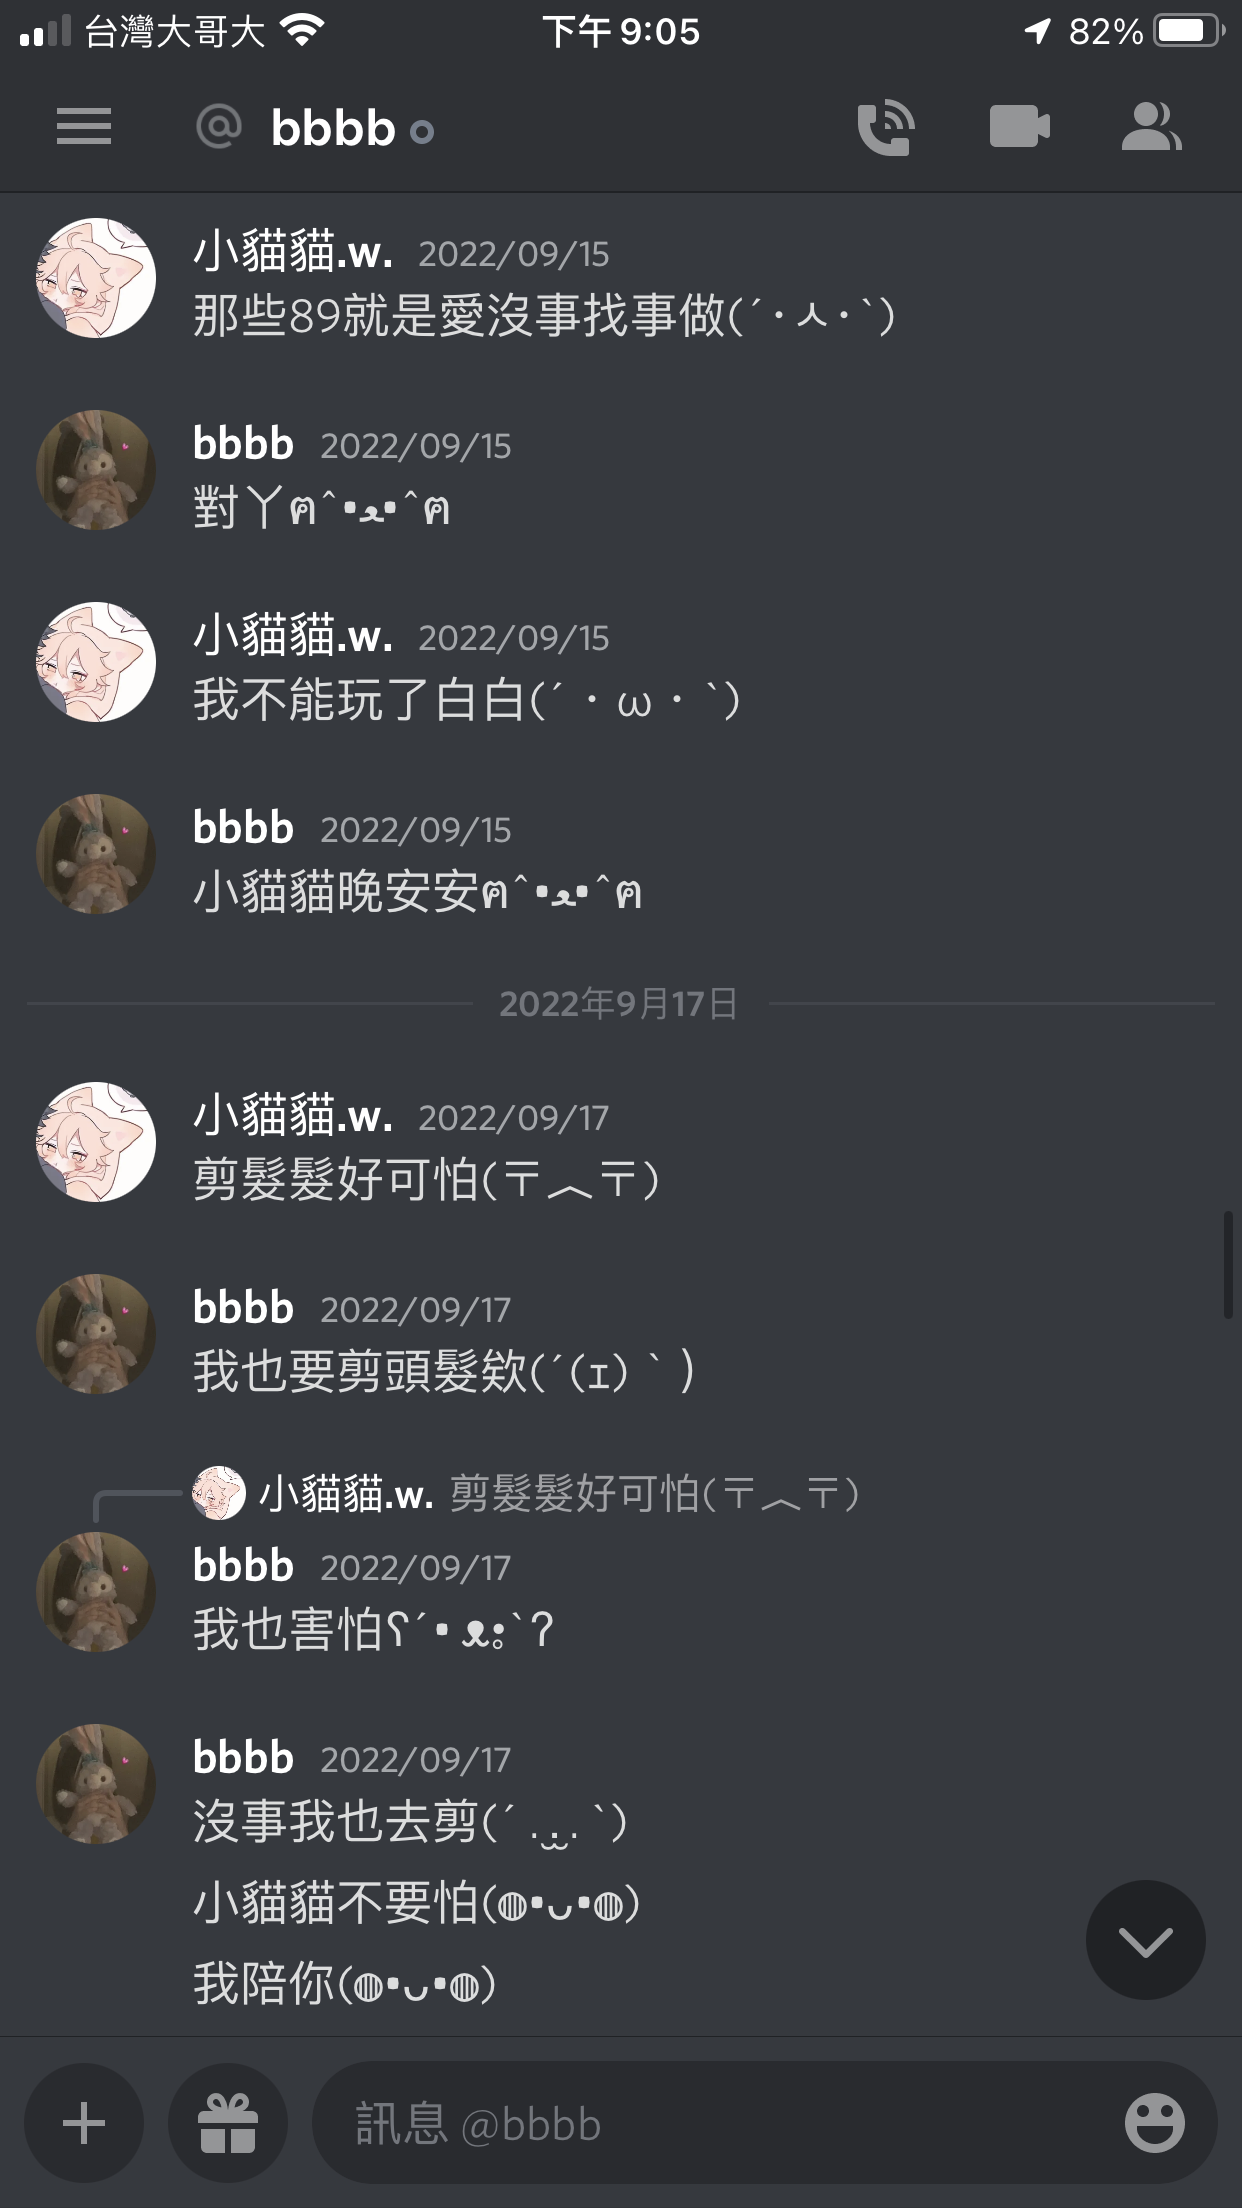 台灣大哥大 下午 9:05 82%
@ bbbb
小貓貓.w. 2022/09/15
那些89就是愛沒事找事做(´･ㅅ･`)
bbbb 2022/09/15
對丫ฅ^•ﻌ•^ฅ
小貓貓.w. 2022/09/15
我不能玩了白白(´・ω・`)
bbbb 2022/09/15
小貓貓晚安安ฅ^•ﻌ•^ฅ
2022年9月17日
小貓貓.w. 2022/09/17
剪髮髮好可怕(〒︿〒)
bbbb 2022/09/17
我也要剪頭髮欸(´(ｪ)｀)
小貓貓.w. 剪髮髮好可怕(〒︿〒)
bbbb 2022/09/17
我也害怕ʕ´• ᴥ•̥`ʔ
bbbb 2022/09/17
沒事我也去剪(´ .̫.̫. `)
小貓貓不要怕(◍•ᴗ•◍)
我陪你(◍•ᴗ•◍)
訊息 @bbbb